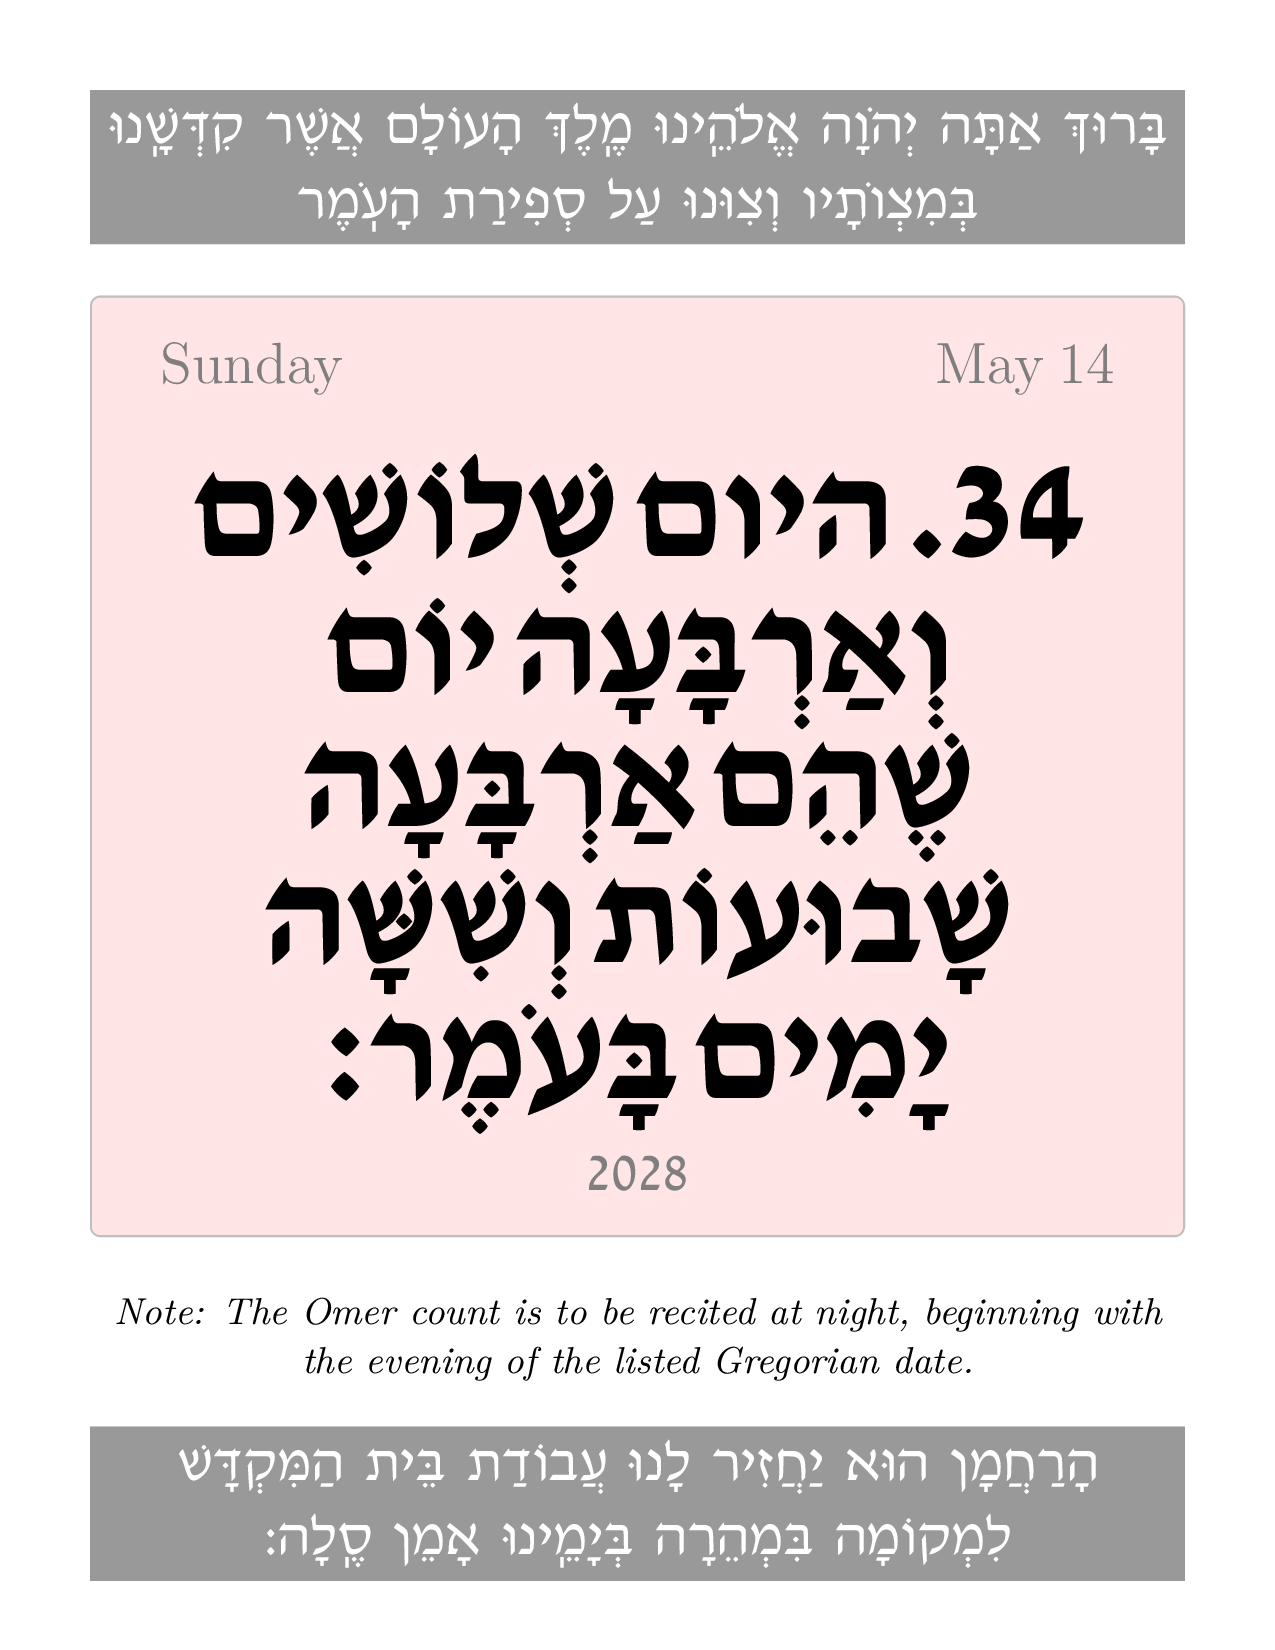 בָּרוּךְ אַתָּה יְהֹוָה אֱלֹהֵֽינוּ מֶֽלֶךְ הָעוֹלָם אֲשֶׁר קִדְּשָֽׁנוּ
בְּמִצְוֹתָיו וְצִוּנוּ עַל סְפִירַת הָעֹֽמֶר
Sunday May 14
34. היום שְׁלוֹשִׁים
וְאַרְבָּעָה יוֹם
שֶׁהֵם אַרְבָּעָה
שָׁבוּעוֹת וְשִׁשָּׁה
יָמִים בָּעֹמֶר:
2028
Note: The Omer count is to be recited at night, beginning with
the evening of the listed Gregorian date.
הָרַחֲמָן הוּא יַחֲזִיר לָנוּ עֲבוֹדַת בֵּית הַמִּקְדָּשׁ
לִמְקוֹמָהּ בִּמְהֵרָה בְּיָמֵֽינוּ אָמֵן סֶֽלָה: